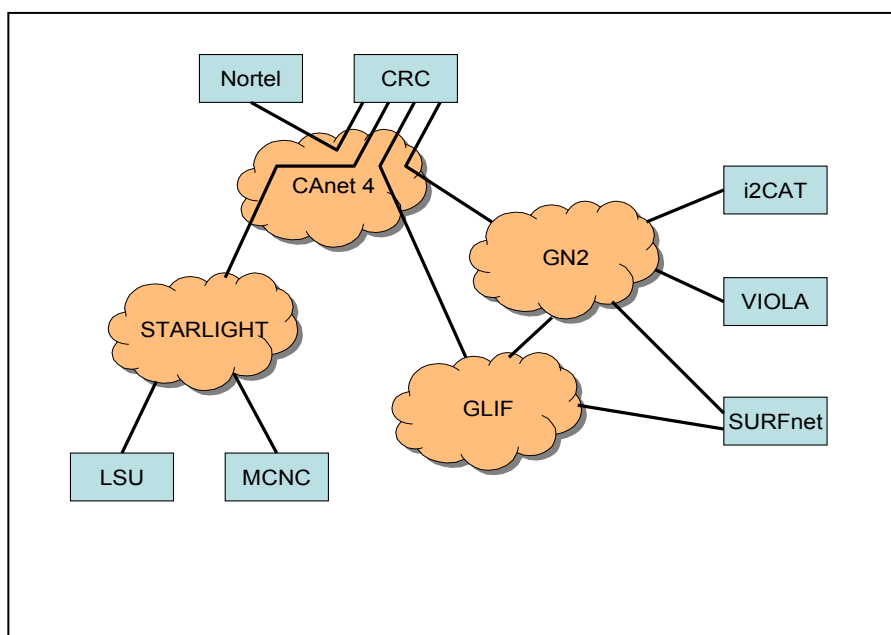 Nortel
CRC
CAnet 4
i2CAT
GN2
VIOLA
STARLIGHT
GLIF
SURFnet
LSU
MCNC